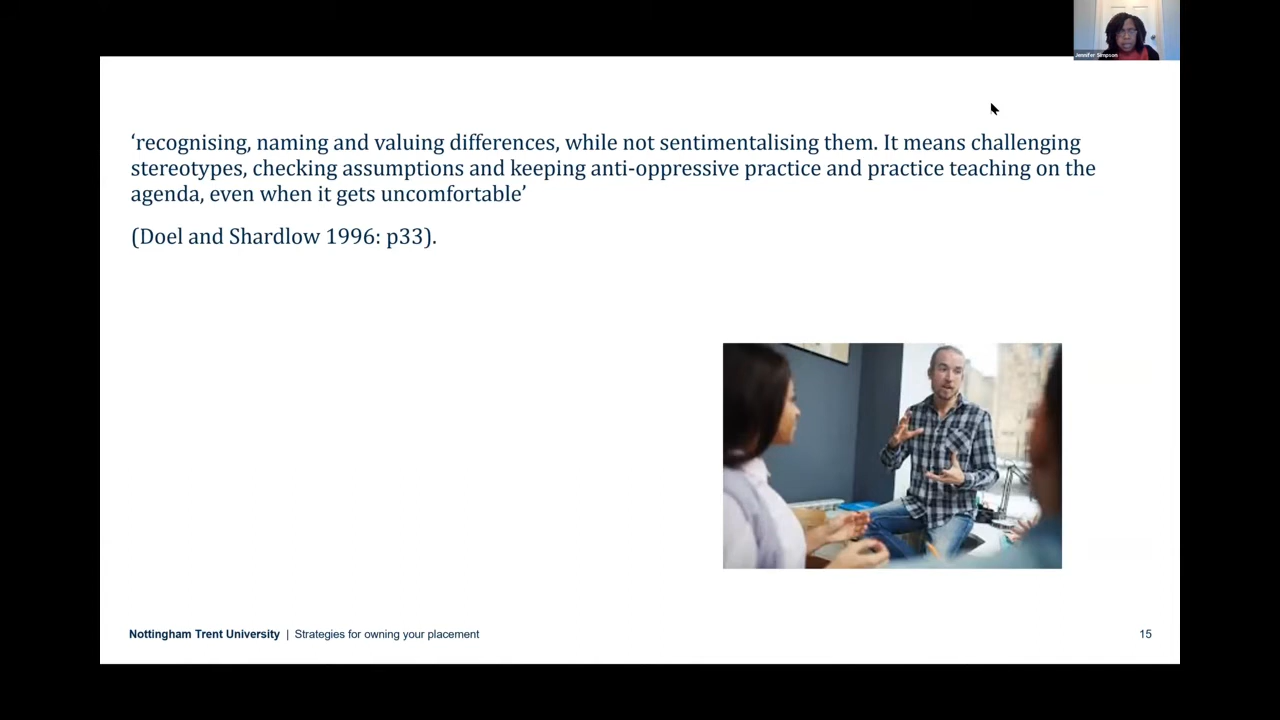 Jennifer Simpson
‘recognising, naming and valuing differences, while not sentimentalising them. It means challenging
stereotypes, checking assumptions and keeping anti-oppressive practice and practice teaching on the
agenda, even when it gets uncomfortable’
(Doel and Shardlow 1996: p33).
Nottingham Trent University | Strategies for owning your placement
15